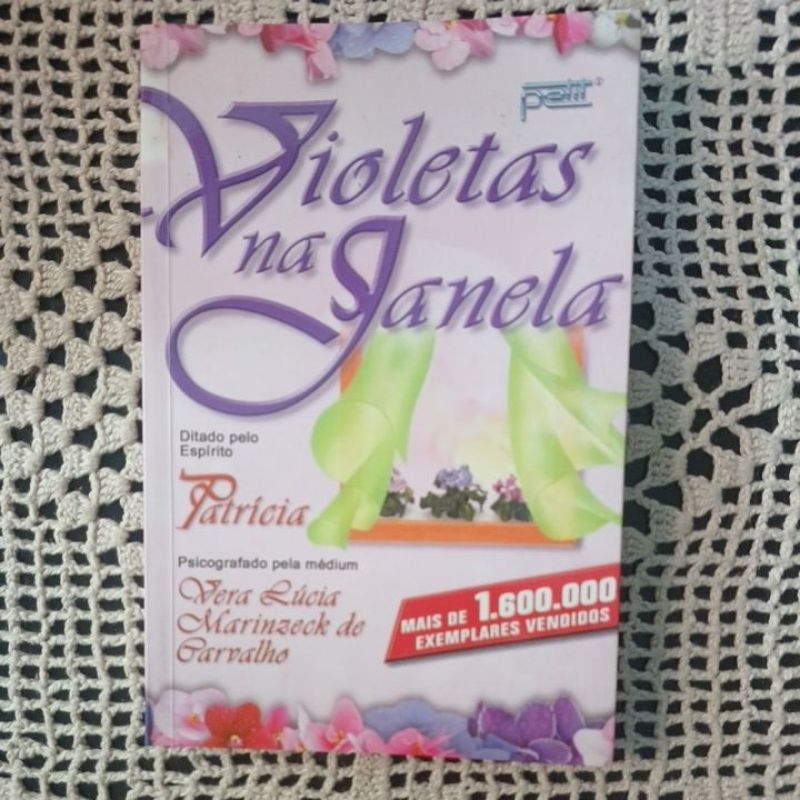 petit®
Violetas
na
Janela
Ditado pelo
Espírito
Patrícia
Psicografado pela médium
Vera Lúcia
Marinzeck de
Carvalho
MAIS DE 1.600.000
EXEMPLARES VENDIDOS